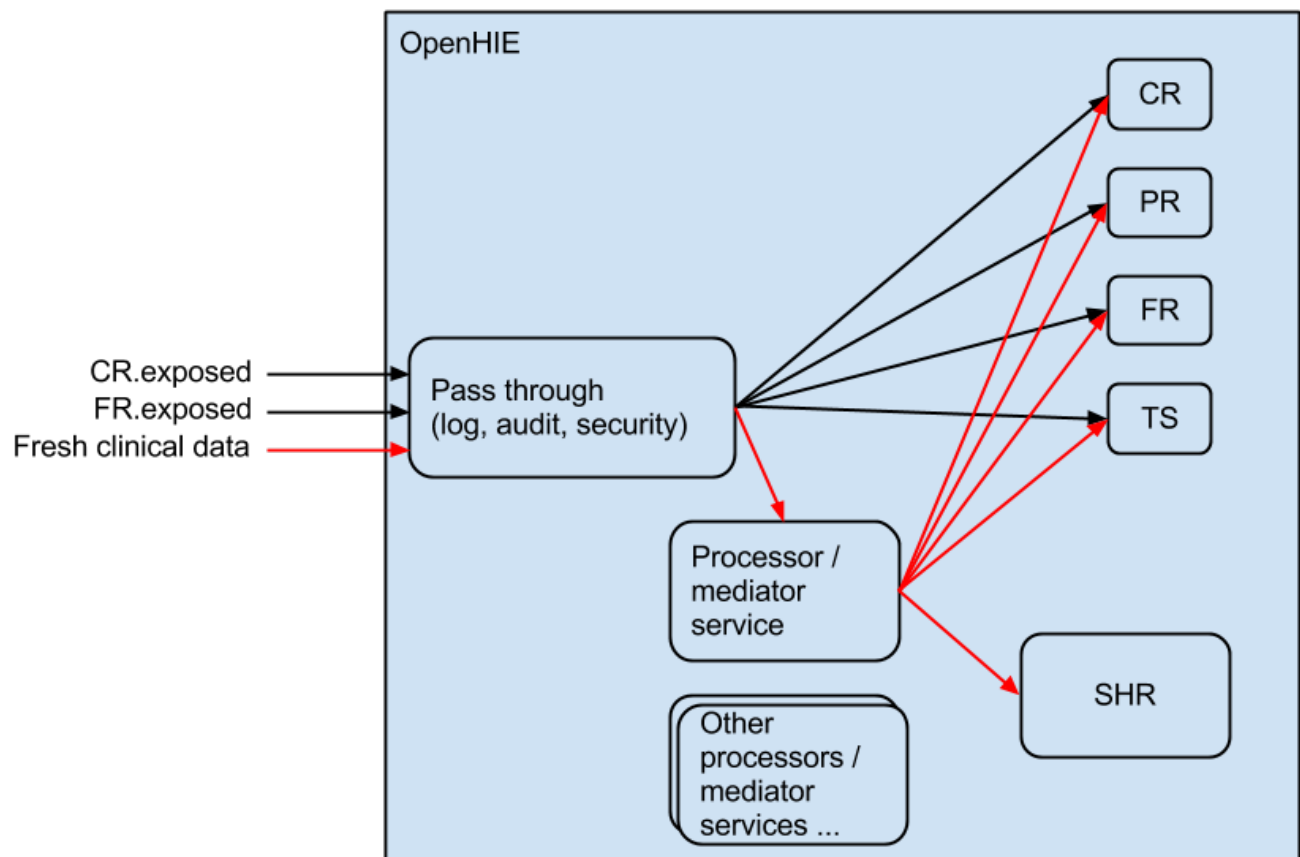 OpenHIE
CR
PR
FR
TS
CR.exposed
FR.exposed
Fresh clinical data
Pass through
(log, audit, security)
Processor /
mediator
service
SHR
Other
processors /
mediator
services ...